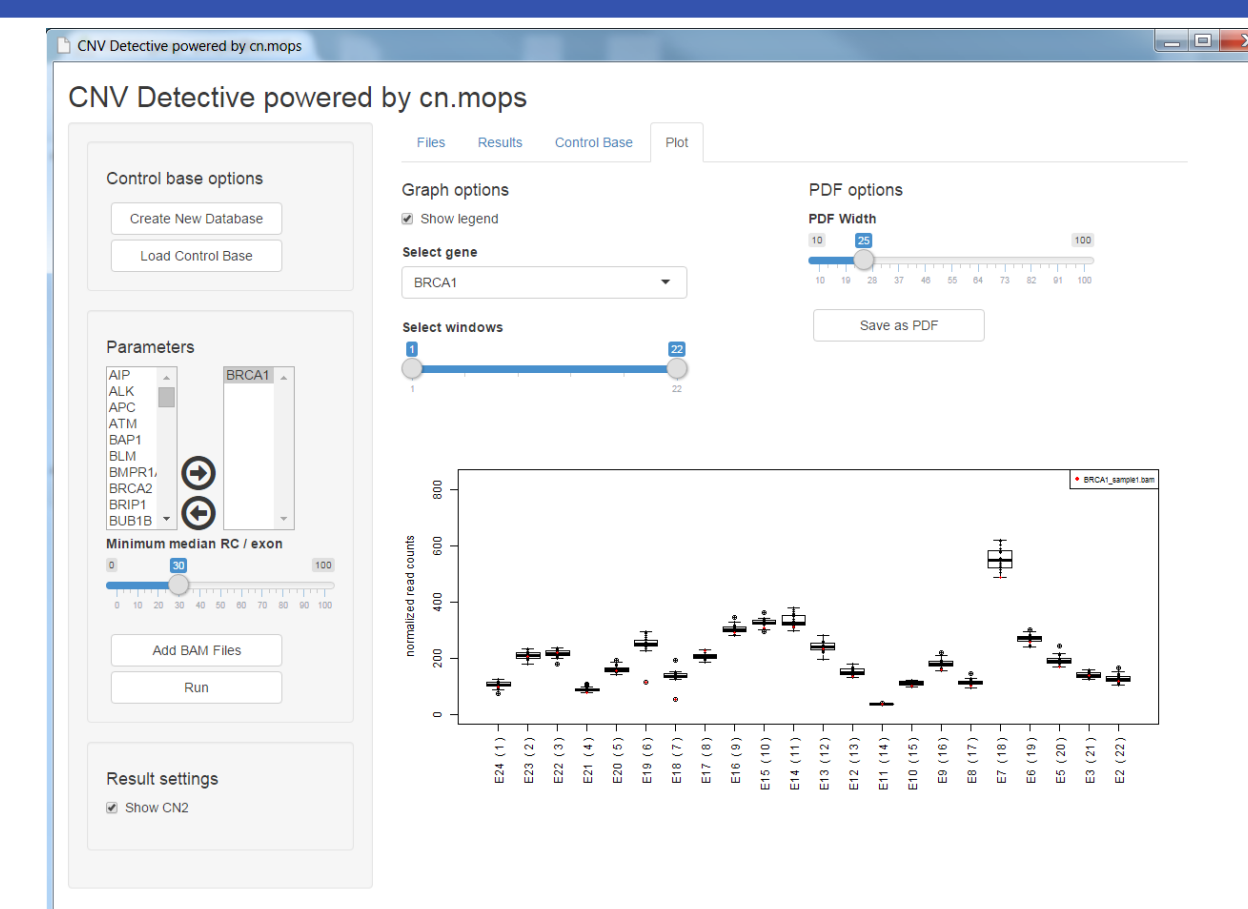 CNV Detective powered by cn.mops
CNV Detective powered by cn.mops
Control base options
Create New Database
Load Control Base
Parameters
AIP
ALK
APC
ATM
BAP1
BLM
BMPR1A
BRCA2
BRIP1
BUB1B
BRCA1
Minimum median RC / exon
0 30 100
0 10 20 30 40 50 60 70 80 90 100
Add BAM Files
Run
Result settings
Show CN2
Files Results Control Base Plot
Graph options
Show legend
Select gene
BRCA1
Select windows
1 22
1 22
PDF options
PDF Width
10 25 100
10 19 28 37 46 55 64 73 82 91 100
Save as PDF
BRCA1_sample1.bam
normalized read counts
800
600
400
200
0
E24 (1) E23 (2) E22 (3) E21 (4) E20 (5) E19 (6) E18 (7) E17 (8) E16 (9) E15 (10) E14 (11) E13 (12) E12 (13) E11 (14) E10 (15) E9 (16) E8 (17) E7 (18) E6 (19) E5 (20) E3 (21) E2 (22)